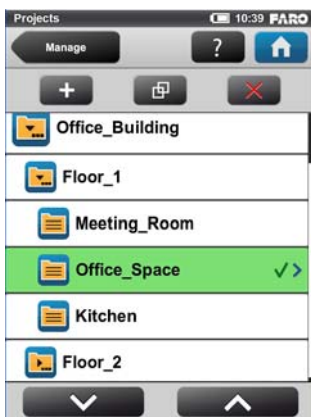 Projects 10:39 FARO
Manage ?
Office_Building
Floor_1
Meeting_Room
Office_Space
Kitchen
Floor_2